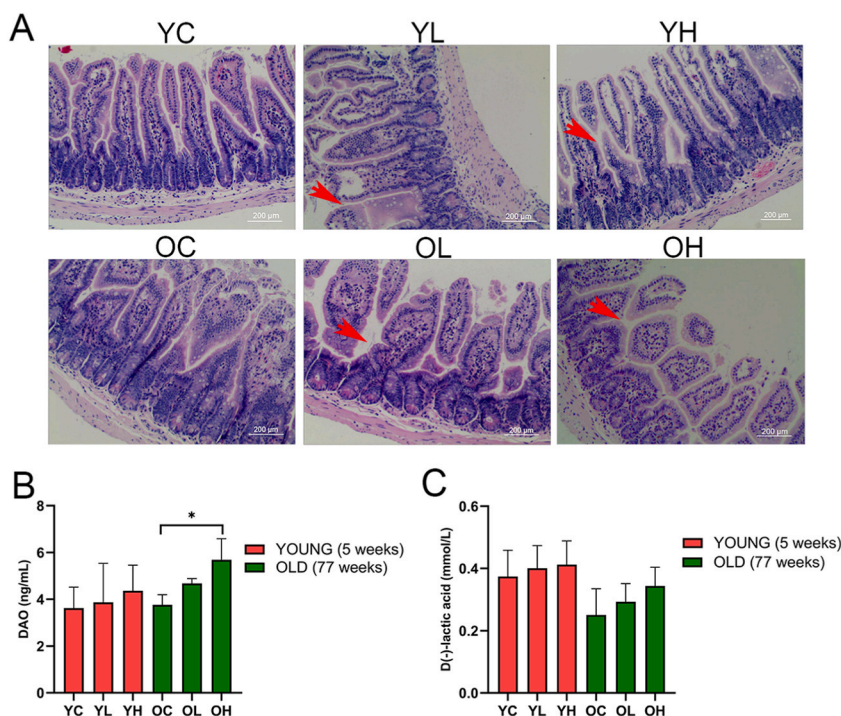 A
YC
YL
YH
200 μm
200 μm
200 μm
OC
OL
OH
200 μm
200 μm
200 μm
B
DAO (ng/mL)
8
6
4
2
0
*
YC YL YH OC OL OH
YOUNG (5 weeks)
OLD (77 weeks)
C
D(-)-lactic acid (mmol/L)
0.6
0.4
0.2
0.0
YC YL YH OC OL OH
YOUNG (5 weeks)
OLD (77 weeks)